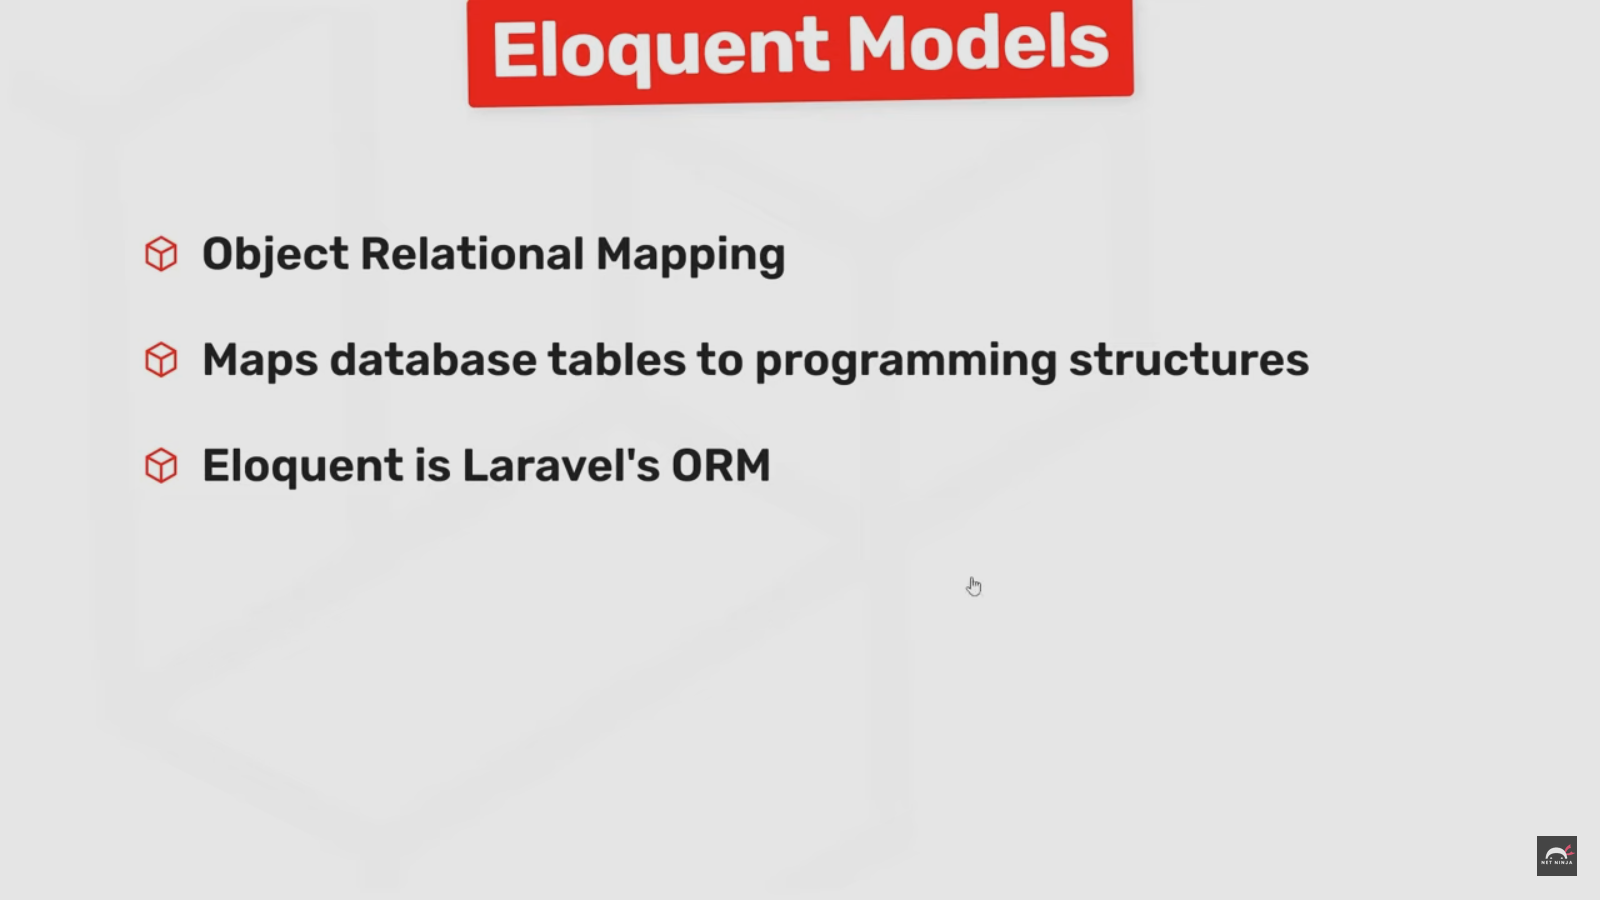 Eloquent Models
Object Relational Mapping
Maps database tables to programming structures
Eloquent is Laravel's ORM
NET NINJA